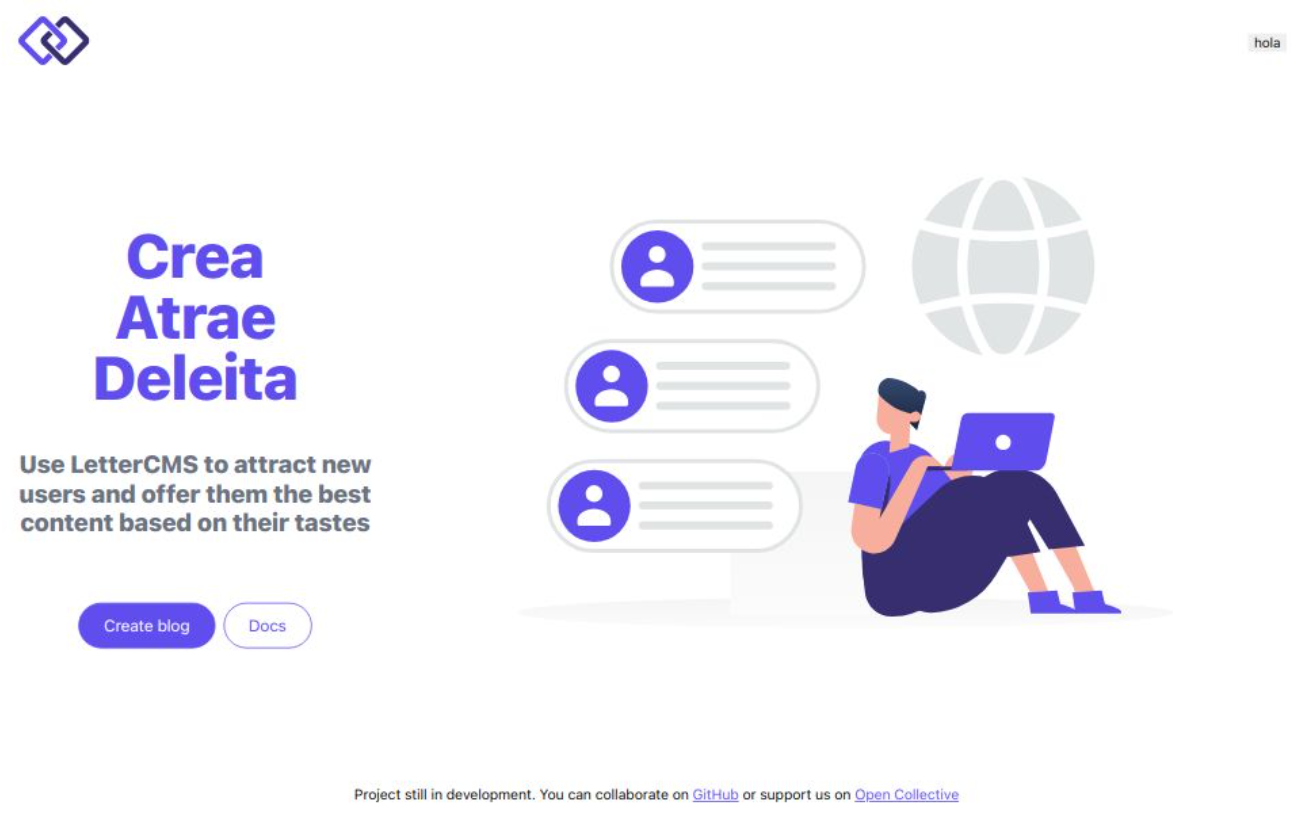 hola
Crea
Atrae
Deleita
Use LetterCMS to attract new
users and offer them the best
content based on their tastes
Create blog
Docs
Project still in development. You can collaborate on GitHub or support us on Open Collective